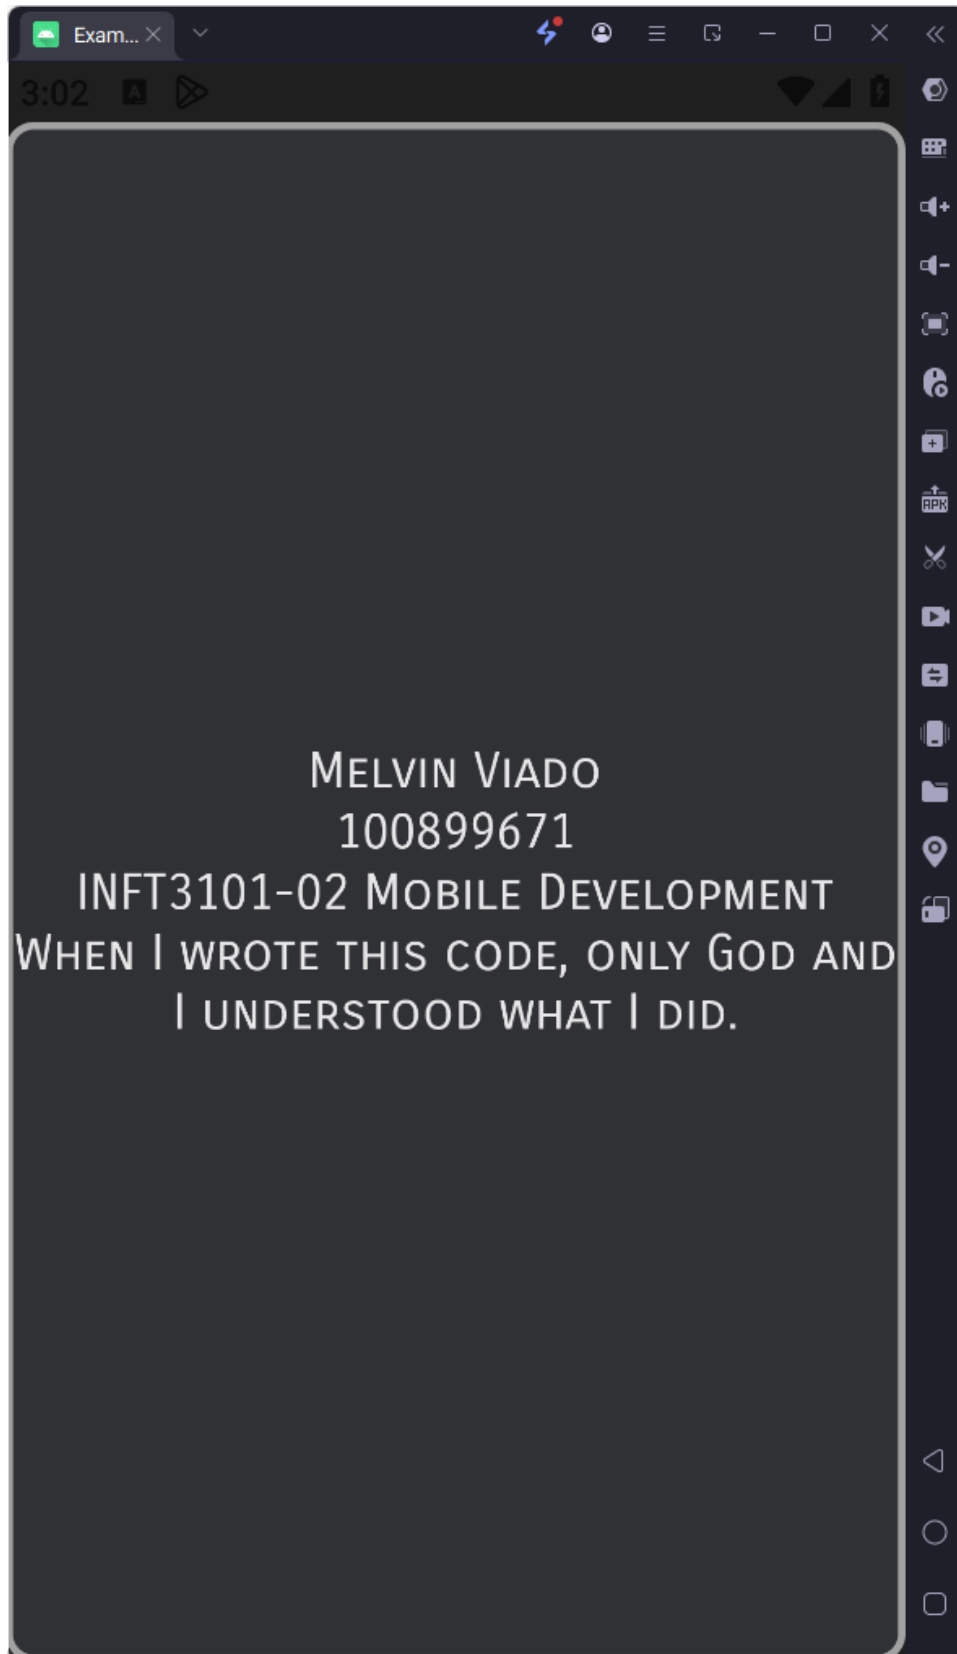 Exam...
3:02
A
Melvin Viado
100899671
INFT3101-02 Mobile Development
When I wrote this code, only God and
I understood what I did.
APK